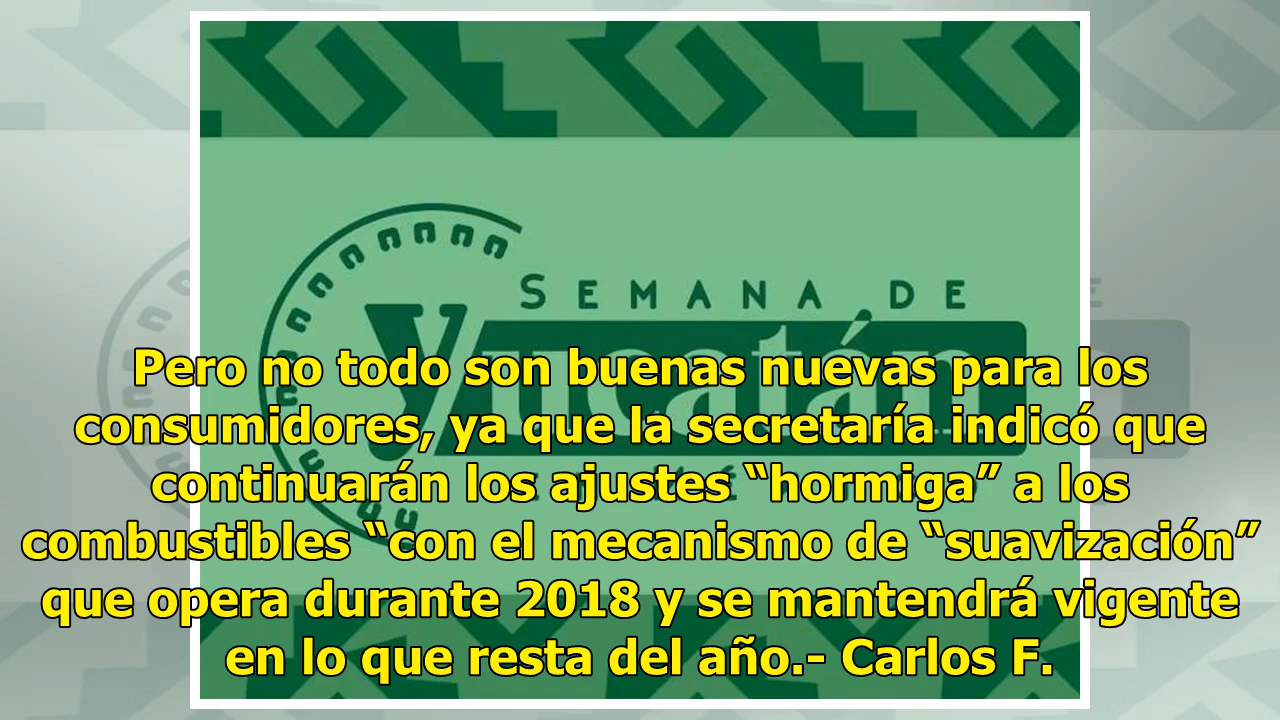 SEMANA DE
Yucatán
Pero no todo son buenas nuevas para los
consumidores, ya que la secretaría indicó que
continuarán los ajustes “hormiga” a los
combustibles “con el mecanismo de “suavización”
que opera durante 2018 y se mantendrá vigente
en lo que resta del año.- Carlos F.